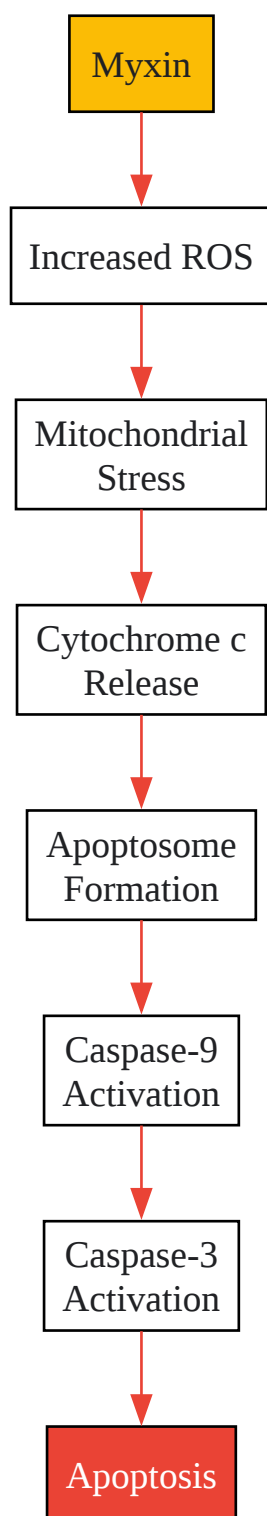 Myxin
Increased ROS
Mitochondrial
Stress
Cytochrome c
Release
Apoptosome
Formation
Caspase-9
Activation
Caspase-3
Activation
Apoptosis